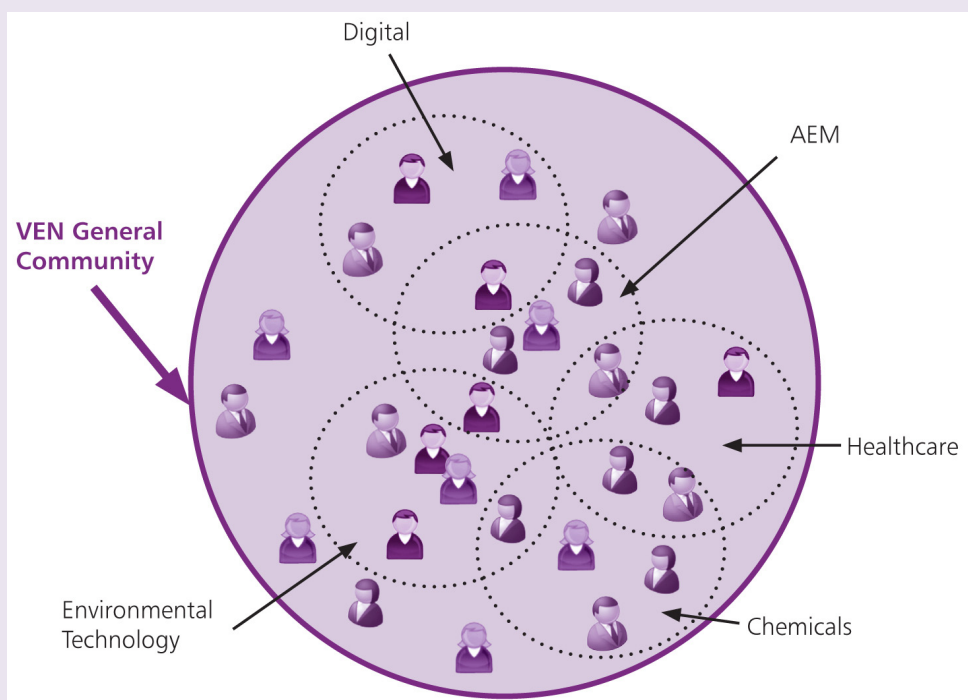 Digital
AEM
VEN General
Community
Healthcare
Environmental
Technology
Chemicals